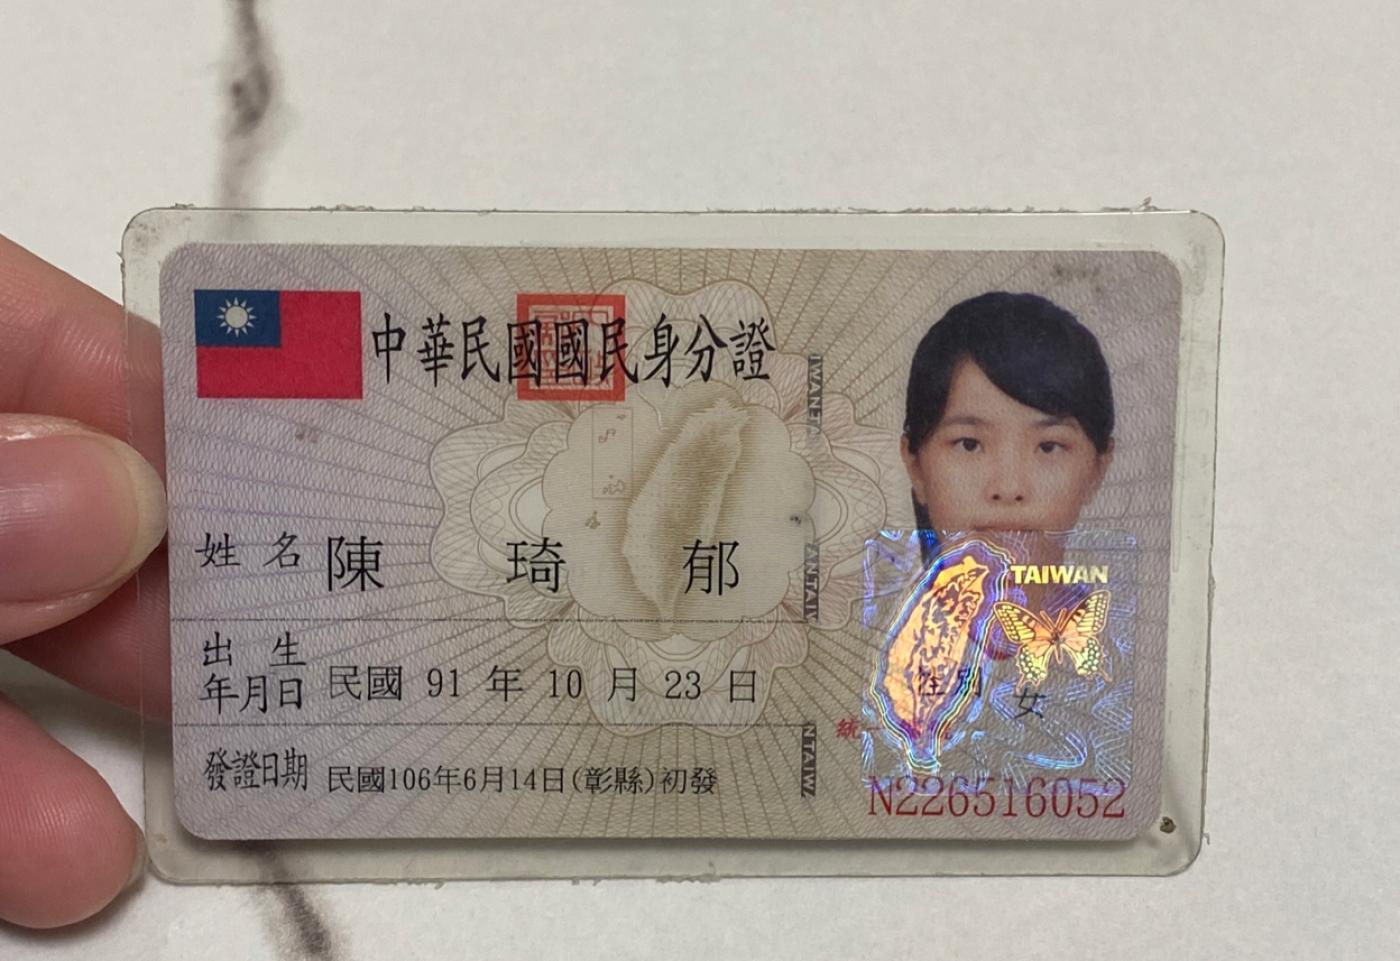 中華民國國民身分證
姓名 陳琦郁
出生年月日 民國 91 年 10 月 23 日
TAIWAN
性別 女
發證日期 民國106年6月14日(彰縣)初發
N226516052